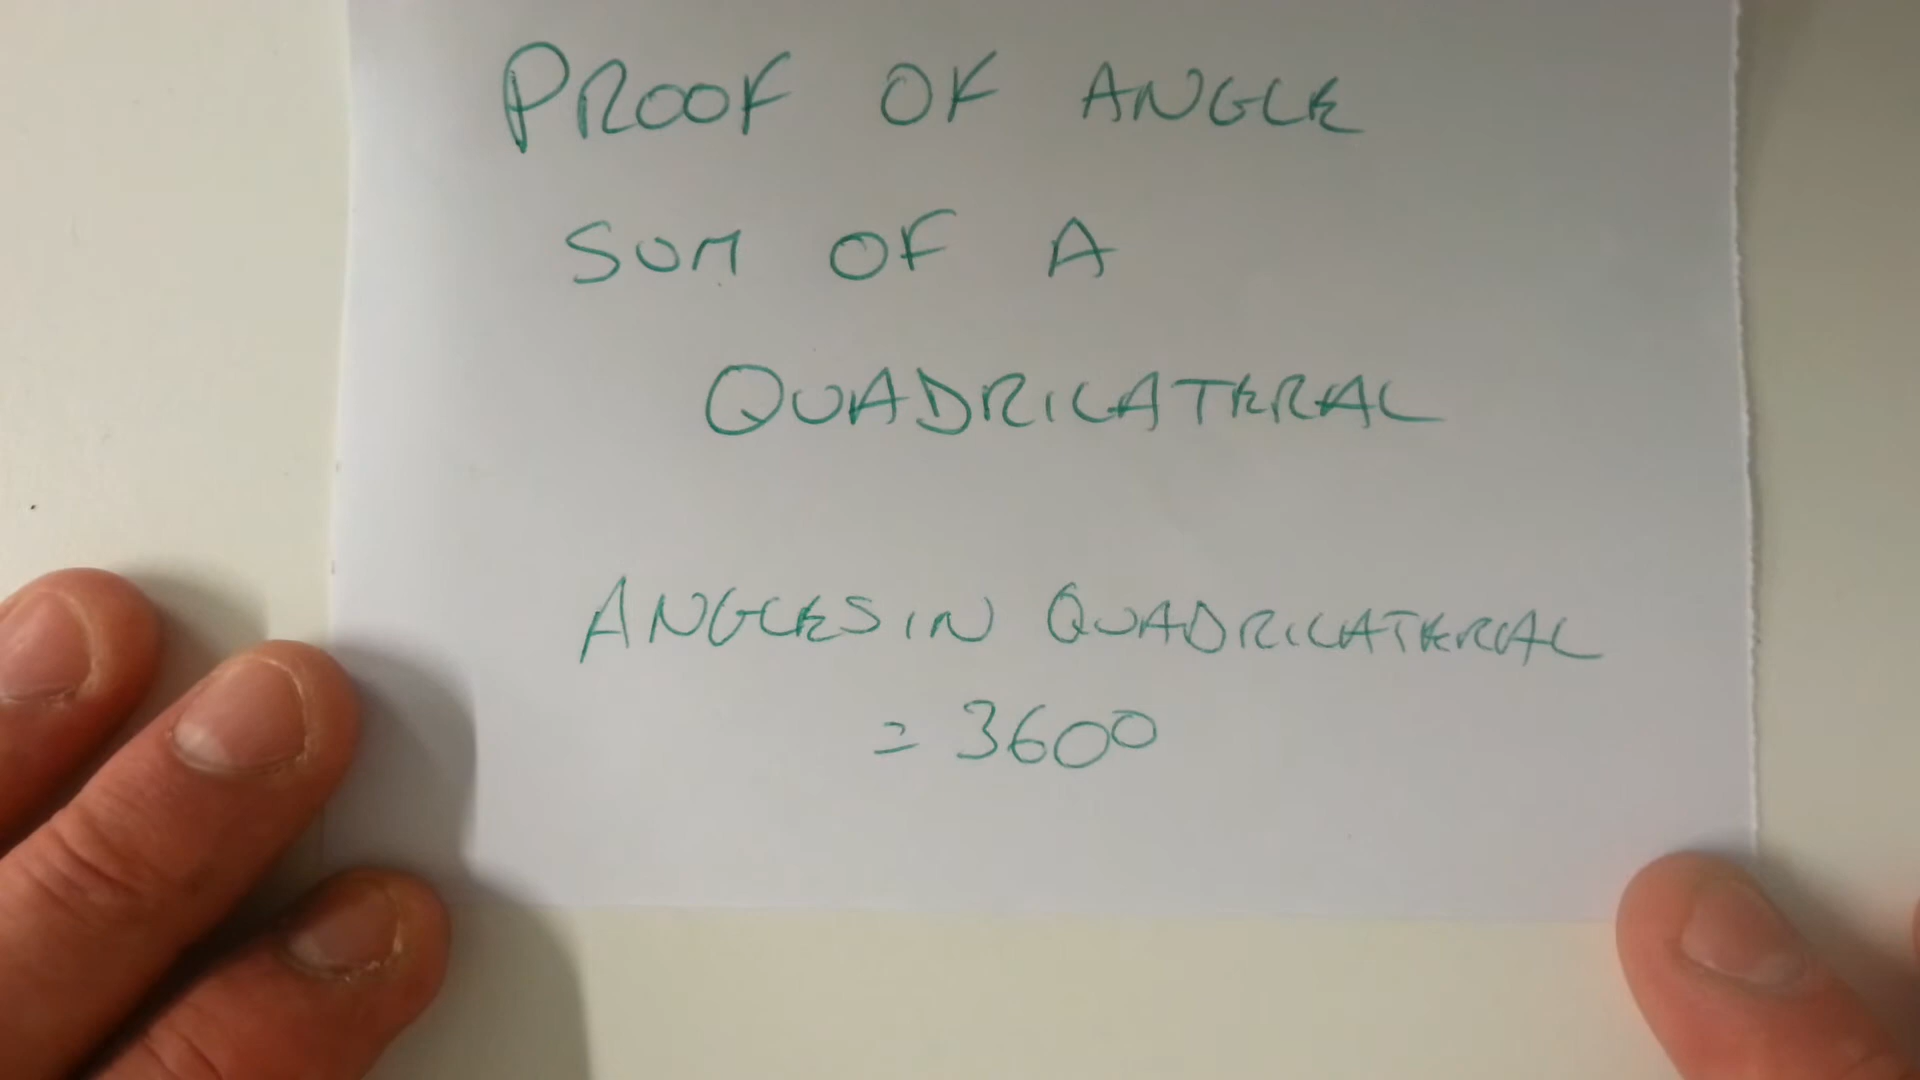 PROOF OF ANGLE
SUM OF A
QUADRILATERAL
ANGLES IN QUADRILATERAL
= 360°